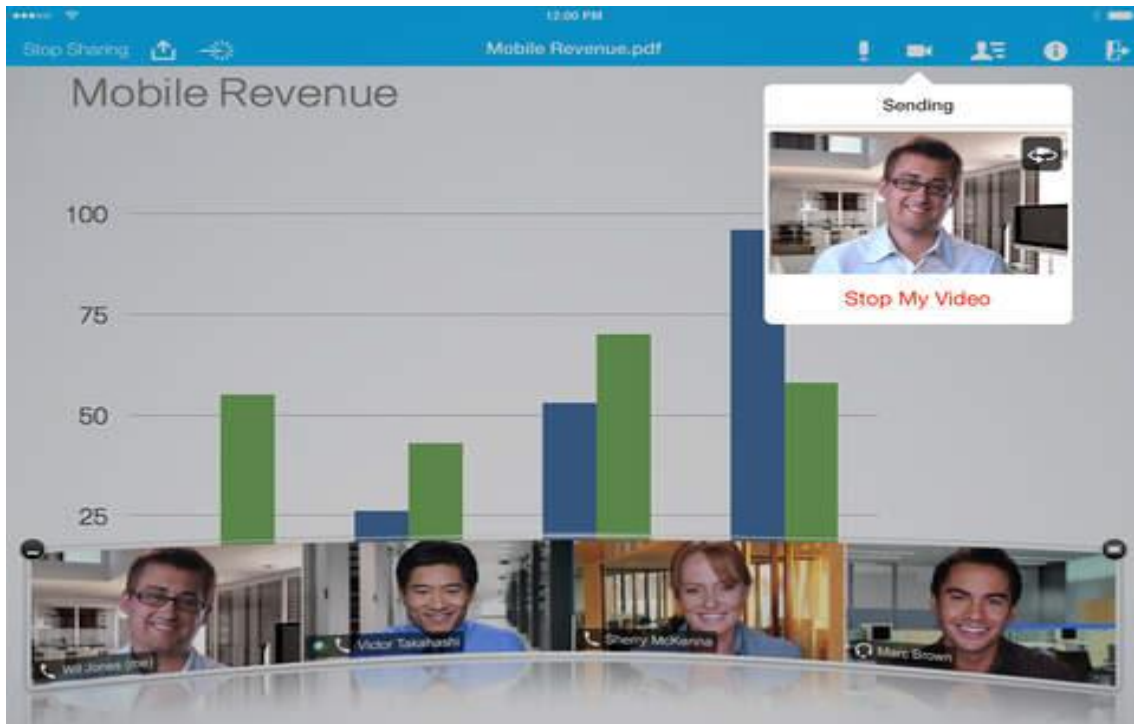 12:00 PM
Stop Sharing
Mobile Revenue.pdf
Mobile Revenue
Sending
Stop My Video
100
75
50
25
Wil Jones (me)
Victor Takahashi
Sherry McKenna
Marc Brown